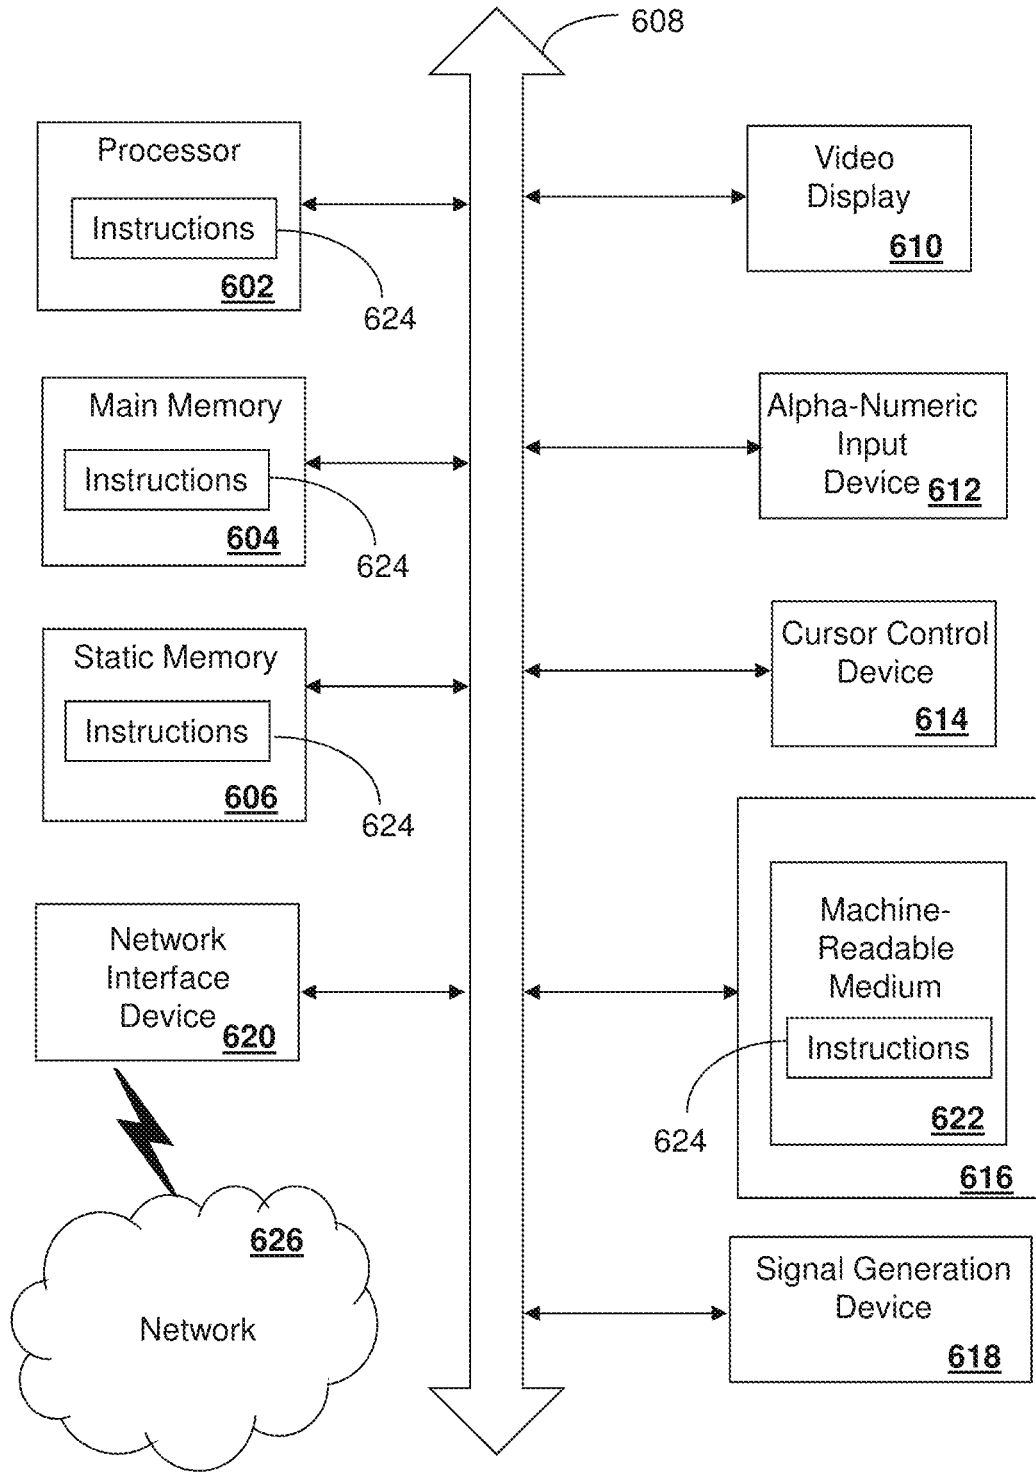 608
Processor
Instructions
602
624
Main Memory
Instructions
604
624
Static Memory
Instructions
606
624
Network
Interface
Device
620
626
Network
Video
Display
610
Alpha-Numeric
Input
Device
612
Cursor Control
Device
614
Machine-
Readable
Medium
Instructions
622
624
616
Signal Generation
Device
618